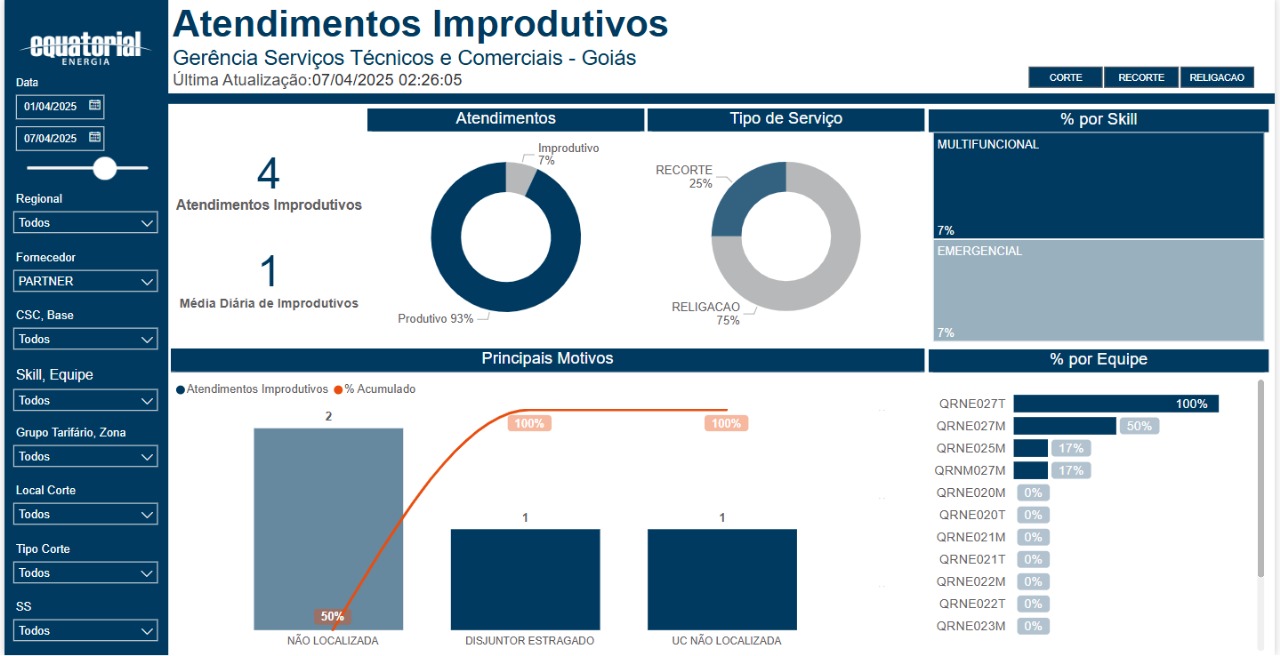 equatorial
ENERGIA
Data
01/04/2025
07/04/2025
Regional
Todos
Fornecedor
PARTNER
CSC, Base
Todos
Skill, Equipe
Todos
Grupo Tarifário, Zona
Todos
Local Corte
Todos
Tipo Corte
Todos
SS
Todos
Atendimentos Improdutivos
Gerência Serviços Técnicos e Comerciais - Goiás
Última Atualização:07/04/2025 02:26:05
CORTE RECORTE RELIGACAO
4
Atendimentos Improdutivos
1
Média Diária de Improdutivos
Atendimentos
Improdutivo
7%
Produtivo 93%
Tipo de Serviço
RECORTE
25%
RELIGACAO
75%
% por Skill
MULTIFUNCIONAL
7%
EMERGENCIAL
7%
Principais Motivos
Atendimentos Improdutivos % Acumulado
2
100% 100%
1 1
50%
NÃO LOCALIZADA DISJUNTOR ESTRAGADO UC NÃO LOCALIZADA
% por Equipe
QRNE027T 100%
QRNE027M 50%
QRNE025M 17%
QRNM027M 17%
QRNE020M 0%
QRNE020T 0%
QRNE021M 0%
QRNE021T 0%
QRNE022M 0%
QRNE022T 0%
QRNE023M 0%